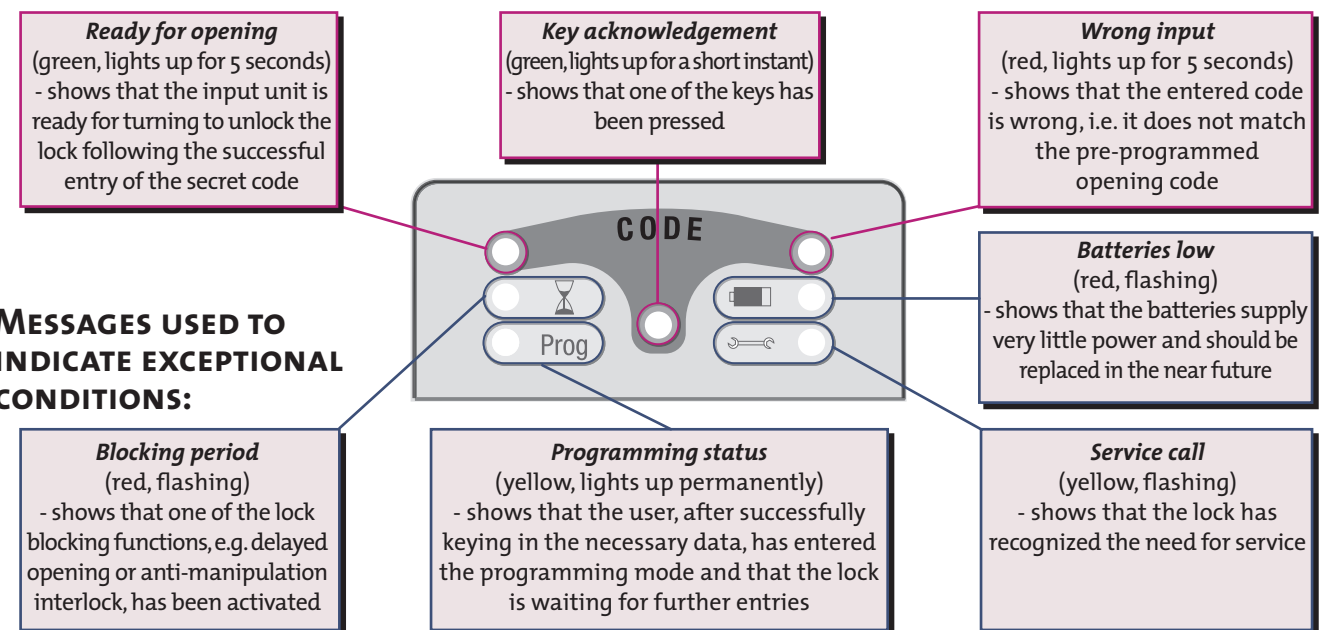 Ready for opening
(green, lights up for 5 seconds)
- shows that the input unit is
ready for turning to unlock the
lock following the successful
entry of the secret code
Key acknowledgement
(green, lights up for a short instant)
- shows that one of the keys has
been pressed
Wrong input
(red, lights up for 5 seconds)
- shows that the entered code
is wrong, i.e. it does not match
the pre-programmed
opening code
CODE
Prog
Batteries low
(red, flashing)
- shows that the batteries supply
very little power and should be
replaced in the near future
MESSAGES USED TO
INDICATE EXCEPTIONAL
CONDITIONS:
Blocking period
(red, flashing)
- shows that one of the lock
blocking functions, e.g. delayed
opening or anti-manipulation
interlock, has been activated
Programming status
(yellow, lights up permanently)
- shows that the user, after successfully
keying in the necessary data, has entered
the programming mode and that the lock
is waiting for further entries
Service call
(yellow, flashing)
- shows that the lock has
recognized the need for service